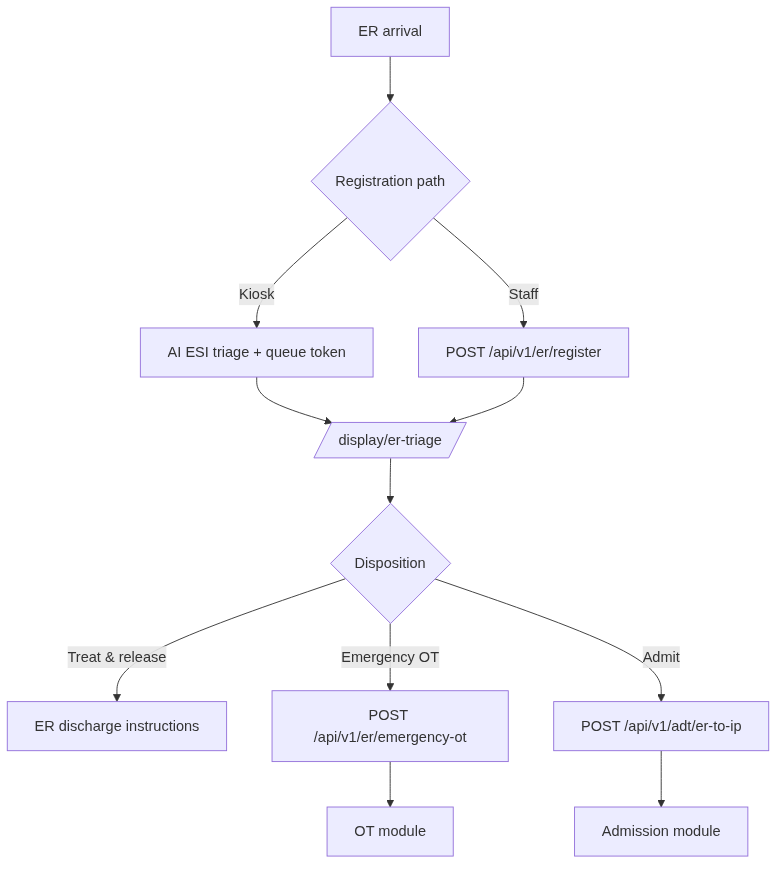 ER arrival
Registration path
Kiosk
Staff
AI ESI triage + queue token
POST /api/v1/er/register
display/er-triage
Disposition
Treat & release
Emergency OT
Admit
ER discharge instructions
POST
/api/v1/er/emergency-ot
POST /api/v1/adt/er-to-ip
OT module
Admission module